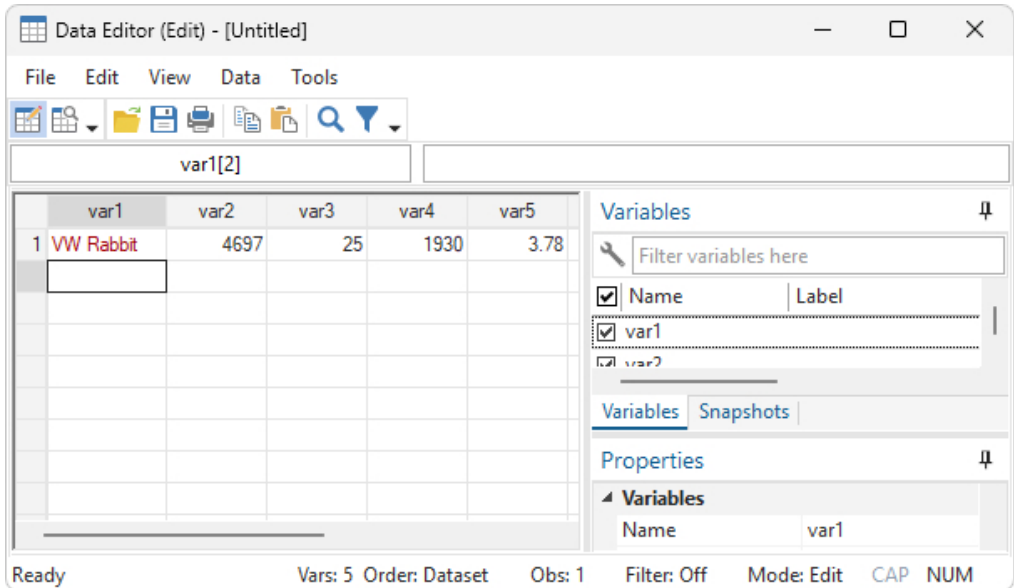 Data Editor (Edit) - [Untitled]
File Edit View Data Tools
var1[2]
var1 var2 var3 var4 var5
1 VW Rabbit 4697 25 1930 3.78
Variables
Filter variables here
Name Label
var1
var2
Variables Snapshots
Properties
Variables
Name var1
Ready Vars: 5 Order: Dataset Obs: 1 Filter: Off Mode: Edit CAP NUM